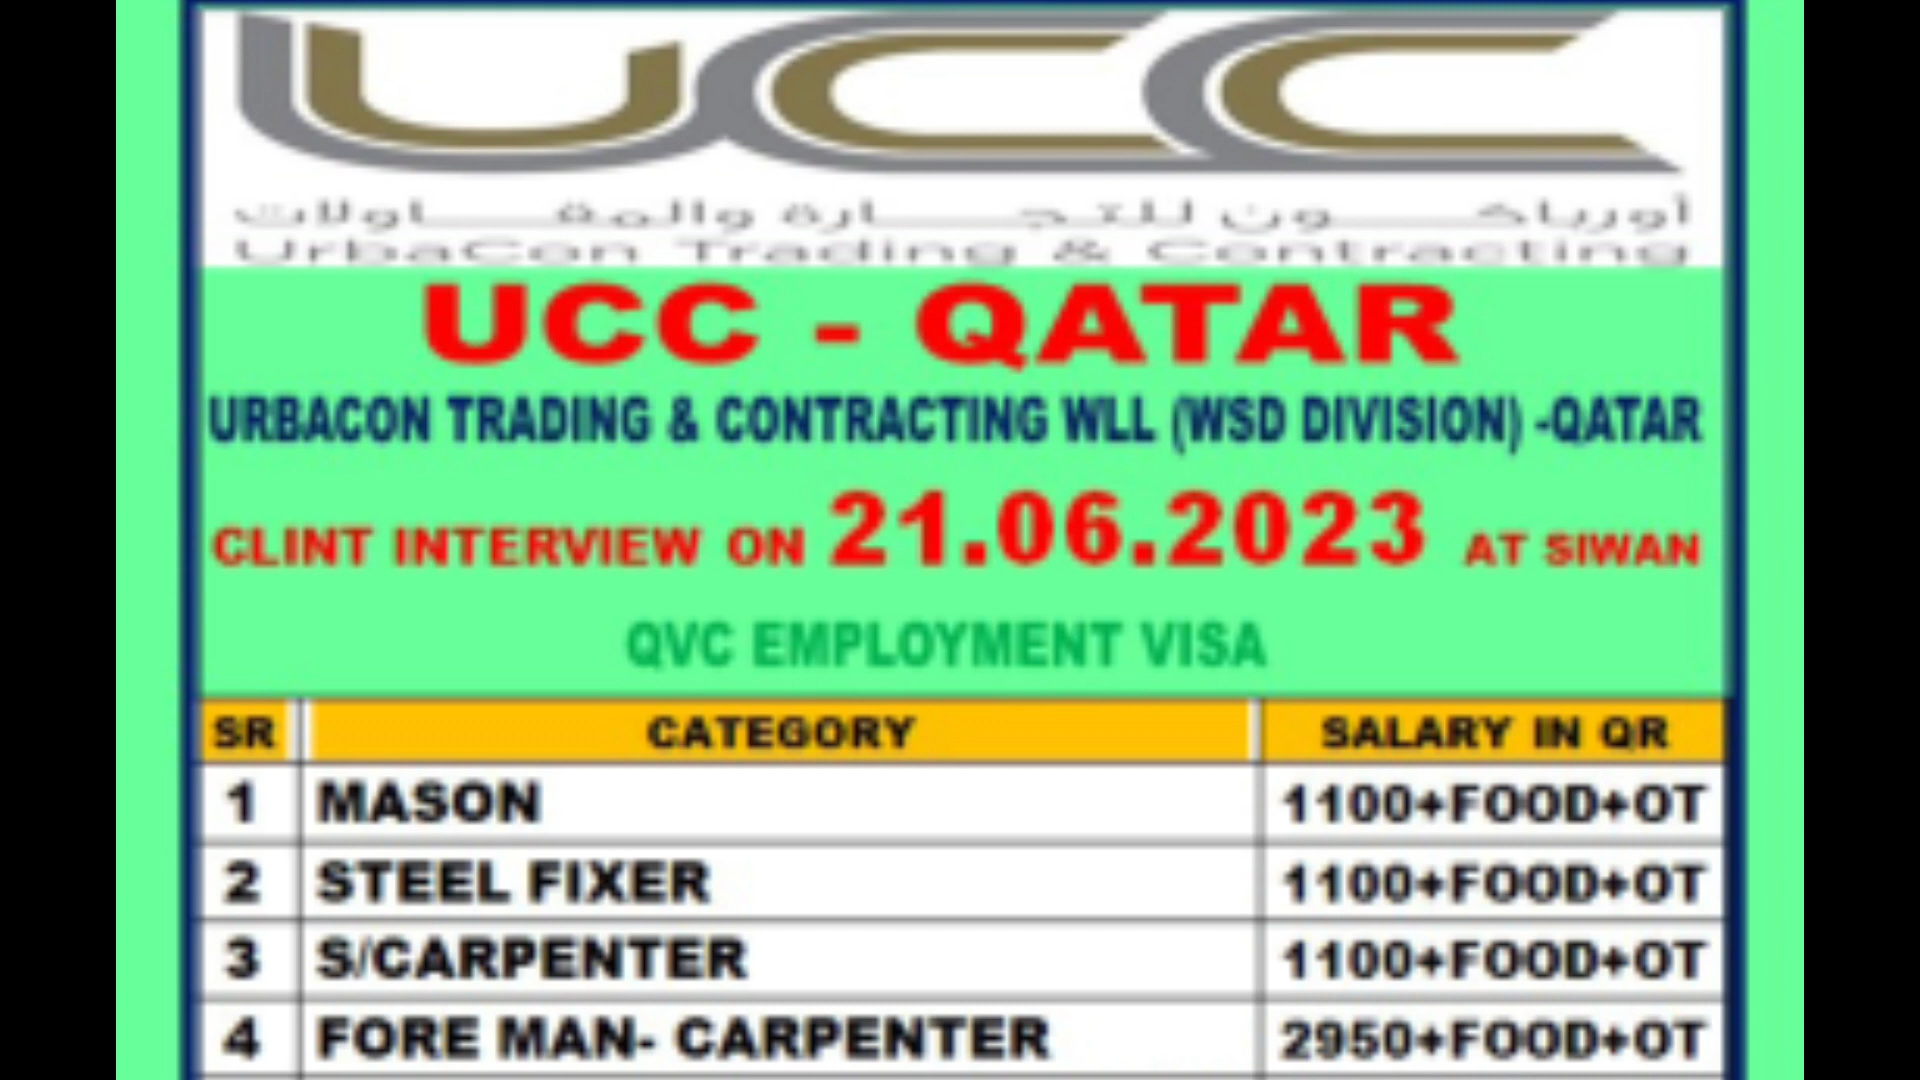 UCC
أورباكـــون للتجـــارة والمقـــاولات
UrbaCon Trading & Contracting
UCC - QATAR
URBACON TRADING & CONTRACTING WLL (WSD DIVISION) -QATAR
CLINT INTERVIEW ON 21.06.2023 AT SIWAN
QVC EMPLOYMENT VISA
SR CATEGORY SALARY IN QR
1 MASON 1100+FOOD+OT
2 STEEL FIXER 1100+FOOD+OT
3 S/CARPENTER 1100+FOOD+OT
4 FORE MAN- CARPENTER 2950+FOOD+OT